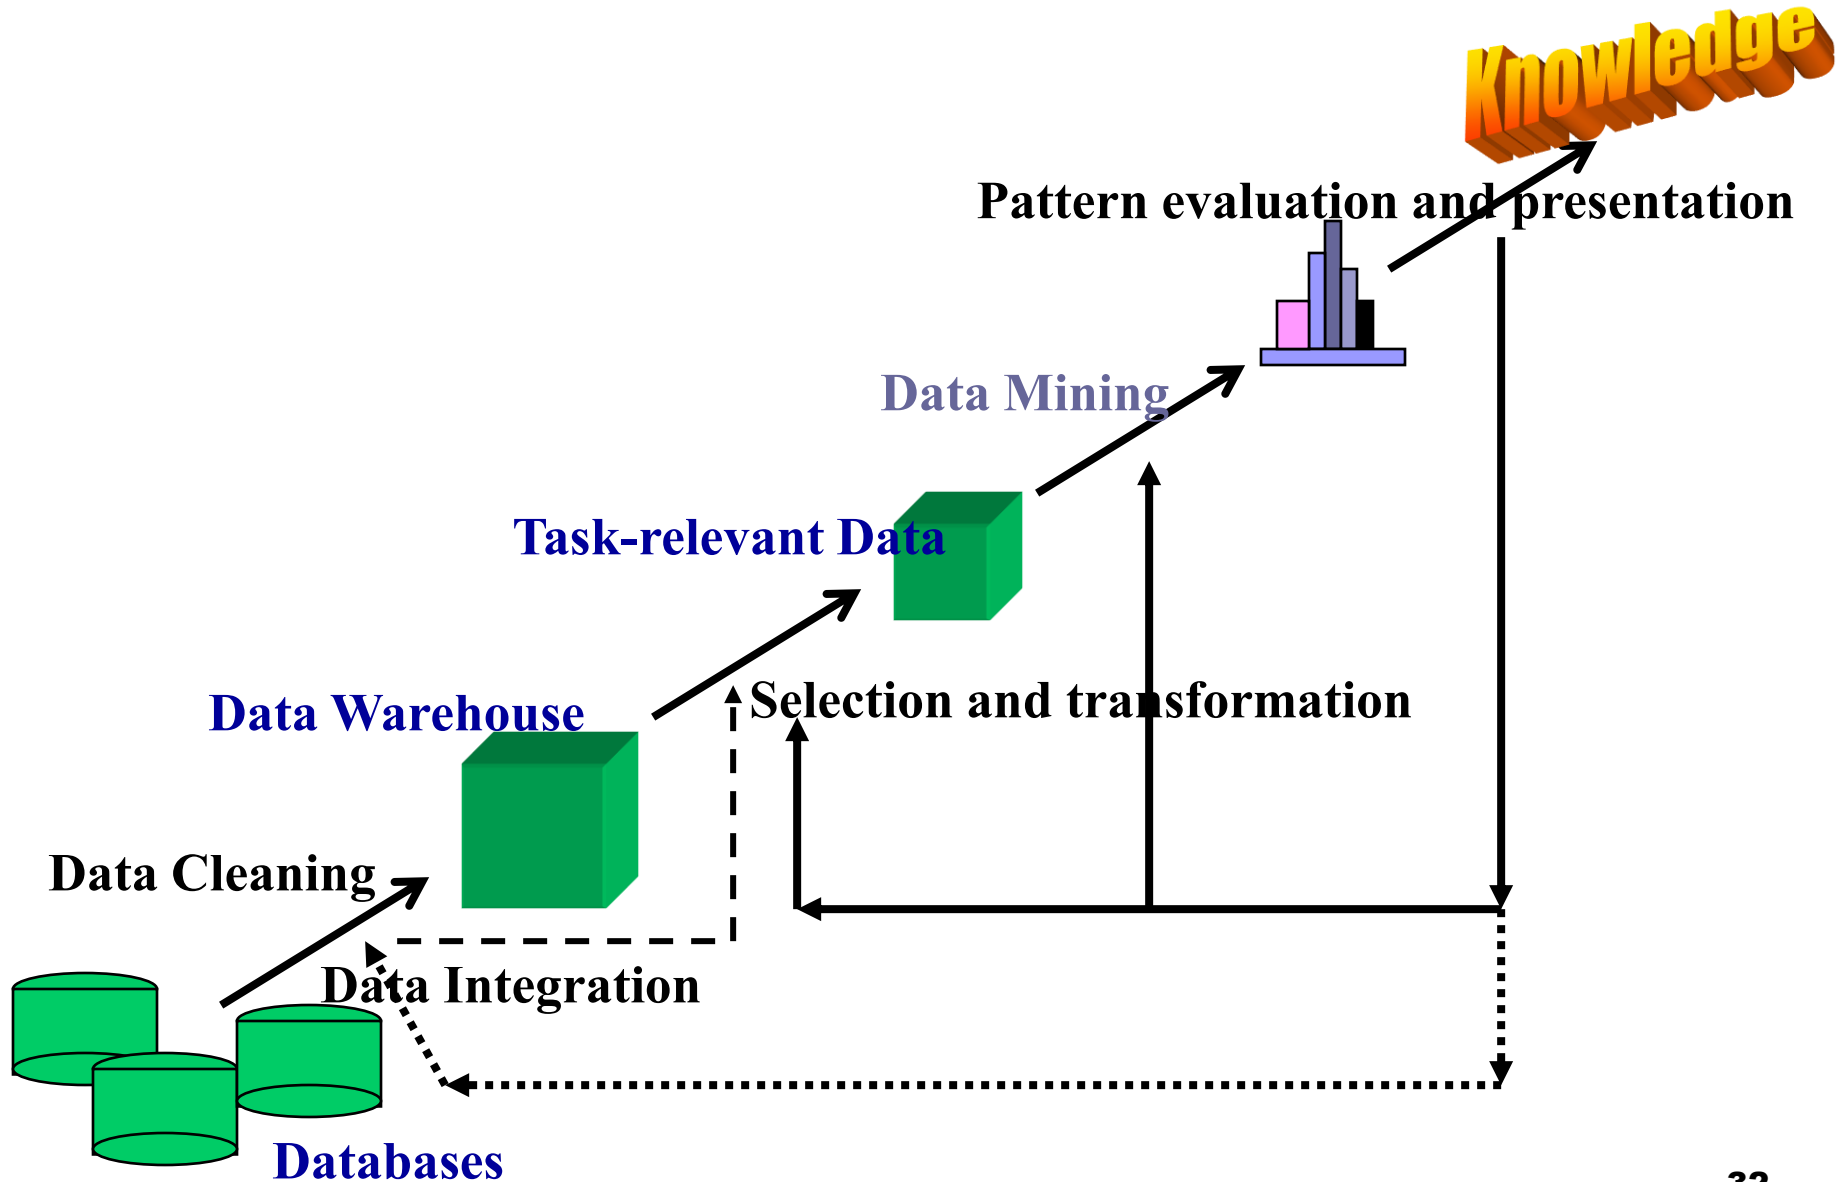 Knowledge
Pattern evaluation and presentation
Data Mining
Task-relevant Data
Selection and transformation
Data Warehouse
Data Cleaning
Data Integration
Databases
32